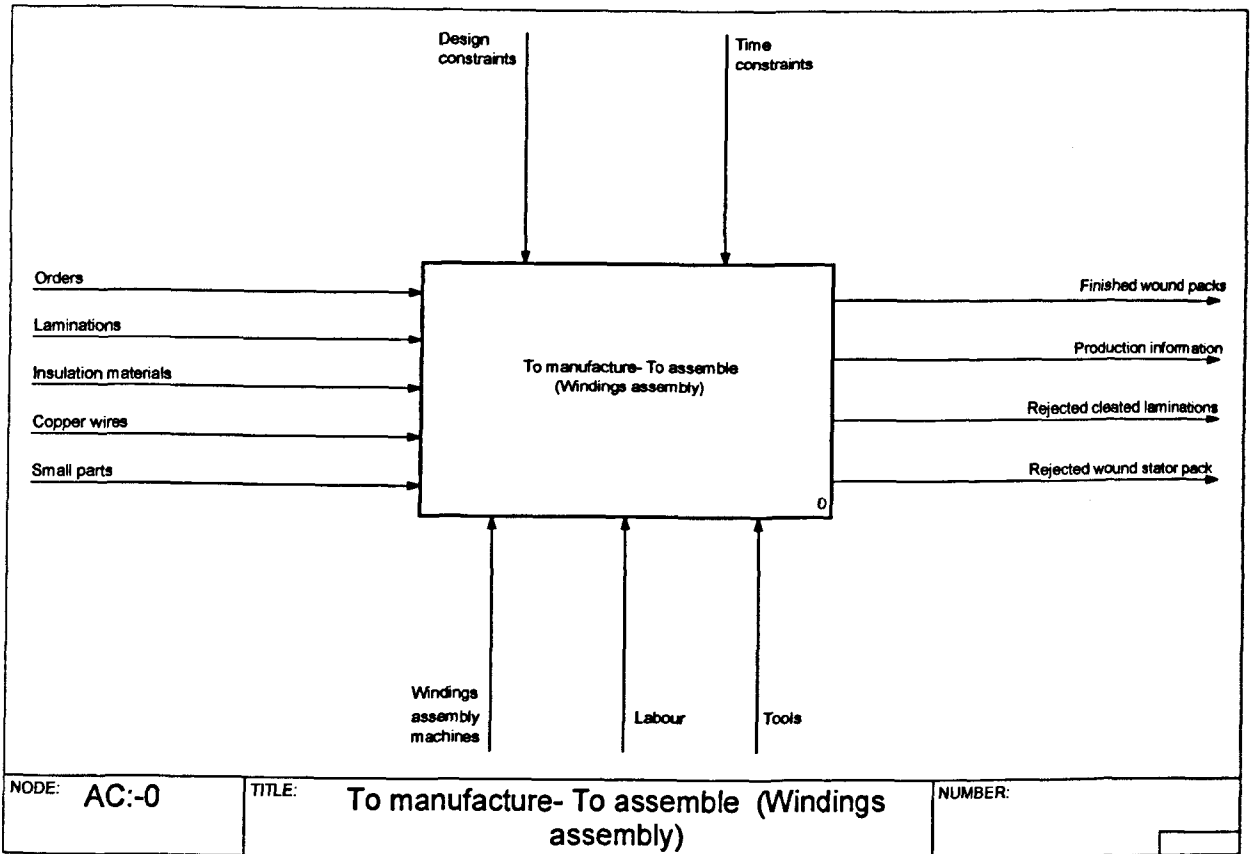 Design
constraints
Time
constraints
Orders
Laminations
Insulation materials
Copper wires
Small parts
To manufacture- To assemble
(Windings assembly)
0
Finished wound packs
Production information
Rejected cleated laminations
Rejected wound stator pack
Windings
assembly
machines
Labour
Tools
NODE: AC:-0
TITLE: To manufacture- To assemble (Windings
assembly)
NUMBER: